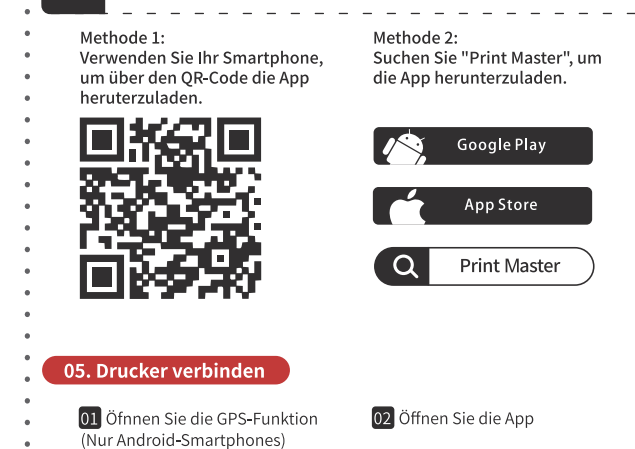 Methode 1:
Verwenden Sie Ihr Smartphone,
um über den QR-Code die App
heruterzuladen.
Methode 2:
Suchen Sie "Print Master", um
die App herunterzuladen.
Google Play
App Store
Print Master
05. Drucker verbinden
01 Öfnnen Sie die GPS-Funktion
(Nur Android-Smartphones)
02 Öffnen Sie die App